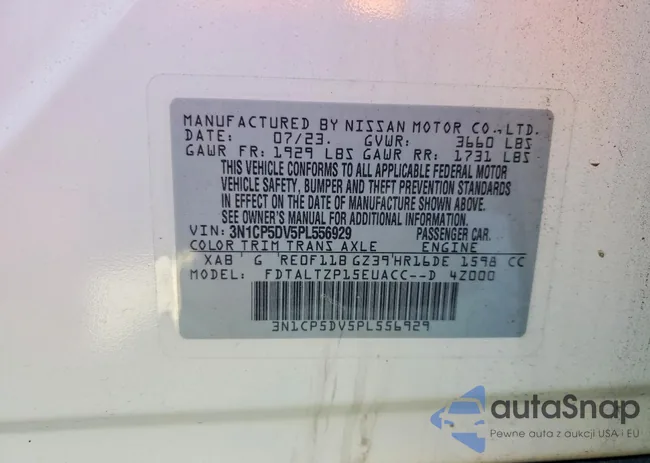 MANUFACTURED BY NISSAN MOTOR CO.,LTD.
DATE: 07/23. GVWR: 3660 LBS
GAWR FR: 1929 LBS GAWR RR: 1731 LBS
THIS VEHICLE CONFORMS TO ALL APPLICABLE FEDERAL MOTOR
VEHICLE SAFETY, BUMPER AND THEFT PREVENTION STANDARDS
IN EFFECT ON THE DATE OF MANUFACTURE SHOWN ABOVE.
SEE OWNER'S MANUAL FOR ADDITIONAL INFORMATION.
VIN: 3N1CP5DV5PL556929 PASSENGER CAR.
COLOR TRIM TRANS AXLE ENGINE
XAB' G 'RE0F11B GZ39'HR16DE 1598 CC
MODEL: FDTALTZP15EUACC--D 4Z000
3N1CP5DV5PL556929
autoSnap
Pewne auta z aukcji USA i EU